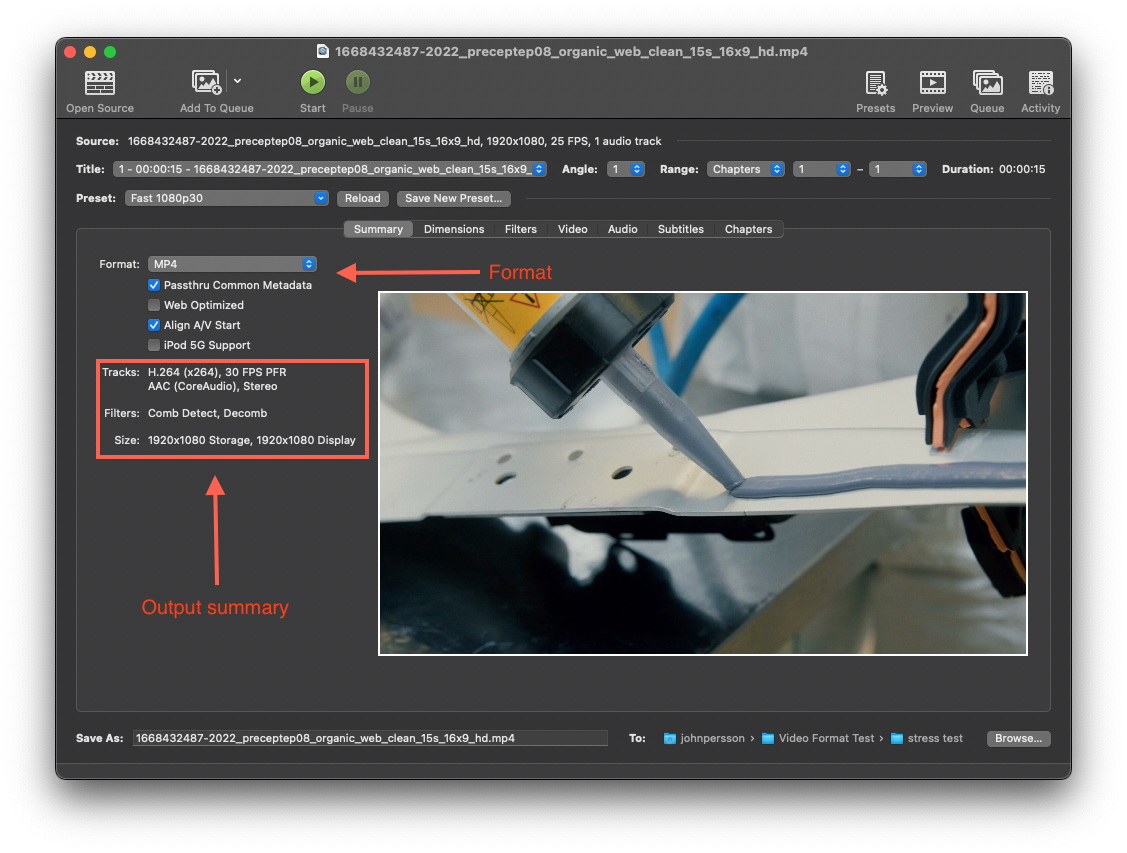 1668432487-2022_preceptep08_organic_web_clean_15s_16x9_hd.mp4
Open Source Add To Queue Start Pause Presets Preview Queue Activity
Source: 1668432487-2022_preceptep08_organic_web_clean_15s_16x9_hd, 1920x1080, 25 FPS, 1 audio track
Title: 1 - 00:00:15 - 1668432487-2022_preceptep08_organic_web_clean_15s_16x9_ Angle: 1 Range: Chapters 1 – 1 Duration: 00:00:15
Preset: Fast 1080p30 Reload Save New Preset...
Summary Dimensions Filters Video Audio Subtitles Chapters
Format: MP4
Format
Passthru Common Metadata
Web Optimized
Align A/V Start
iPod 5G Support
Tracks: H.264 (x264), 30 FPS PFR
AAC (CoreAudio), Stereo
Filters: Comb Detect, Decomb
Size: 1920x1080 Storage, 1920x1080 Display
Output summary
Save As: 1668432487-2022_preceptep08_organic_web_clean_15s_16x9_hd.mp4 To: johnpersson › Video Format Test › stress test Browse...